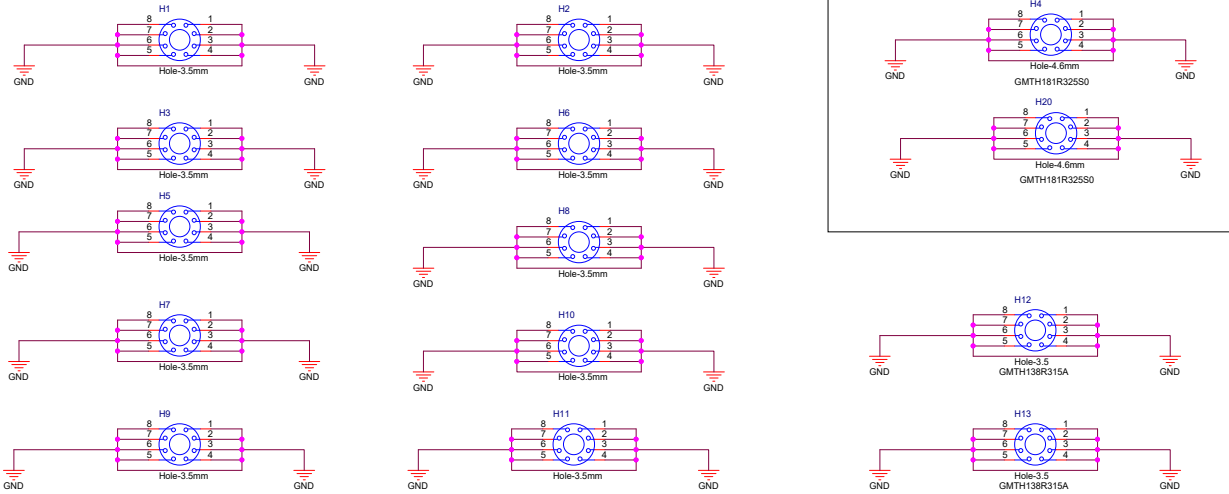 H1
8 1
7 2
6 3
5 4
Hole-3.5mm
GND GND
H2
8 1
7 2
6 3
5 4
Hole-3.5mm
GND GND
H4
8 1
7 2
6 3
5 4
Hole-4.6mm
GMTH181R325S0
GND GND
H3
8 1
7 2
6 3
5 4
Hole-3.5mm
GND GND
H6
8 1
7 2
6 3
5 4
Hole-3.5mm
GND GND
H20
8 1
7 2
6 3
5 4
Hole-4.6mm
GMTH181R325S0
GND GND
H5
8 1
7 2
6 3
5 4
Hole-3.5mm
GND GND
H8
8 1
7 2
6 3
5 4
Hole-3.5mm
GND GND
H7
8 1
7 2
6 3
5 4
Hole-3.5mm
GND GND
H10
8 1
7 2
6 3
5 4
Hole-3.5mm
GND GND
H12
8 1
7 2
6 3
5 4
Hole-3.5
GMTH138R315A
GND GND
H9
8 1
7 2
6 3
5 4
Hole-3.5mm
GND GND
H11
8 1
7 2
6 3
5 4
Hole-3.5mm
GND GND
H13
8 1
7 2
6 3
5 4
Hole-3.5
GMTH138R315A
GND GND